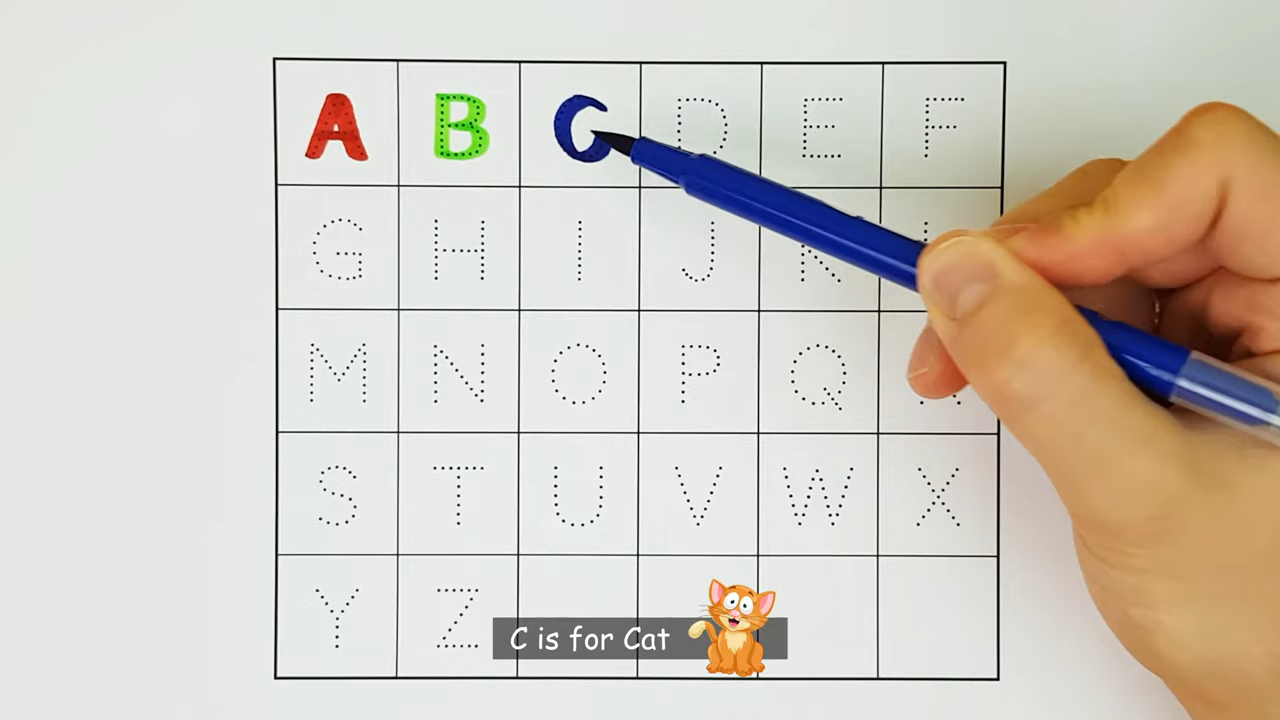 A B C D E F
G H I J K
M N O P Q
S T U V W X
Y Z
C is for Cat